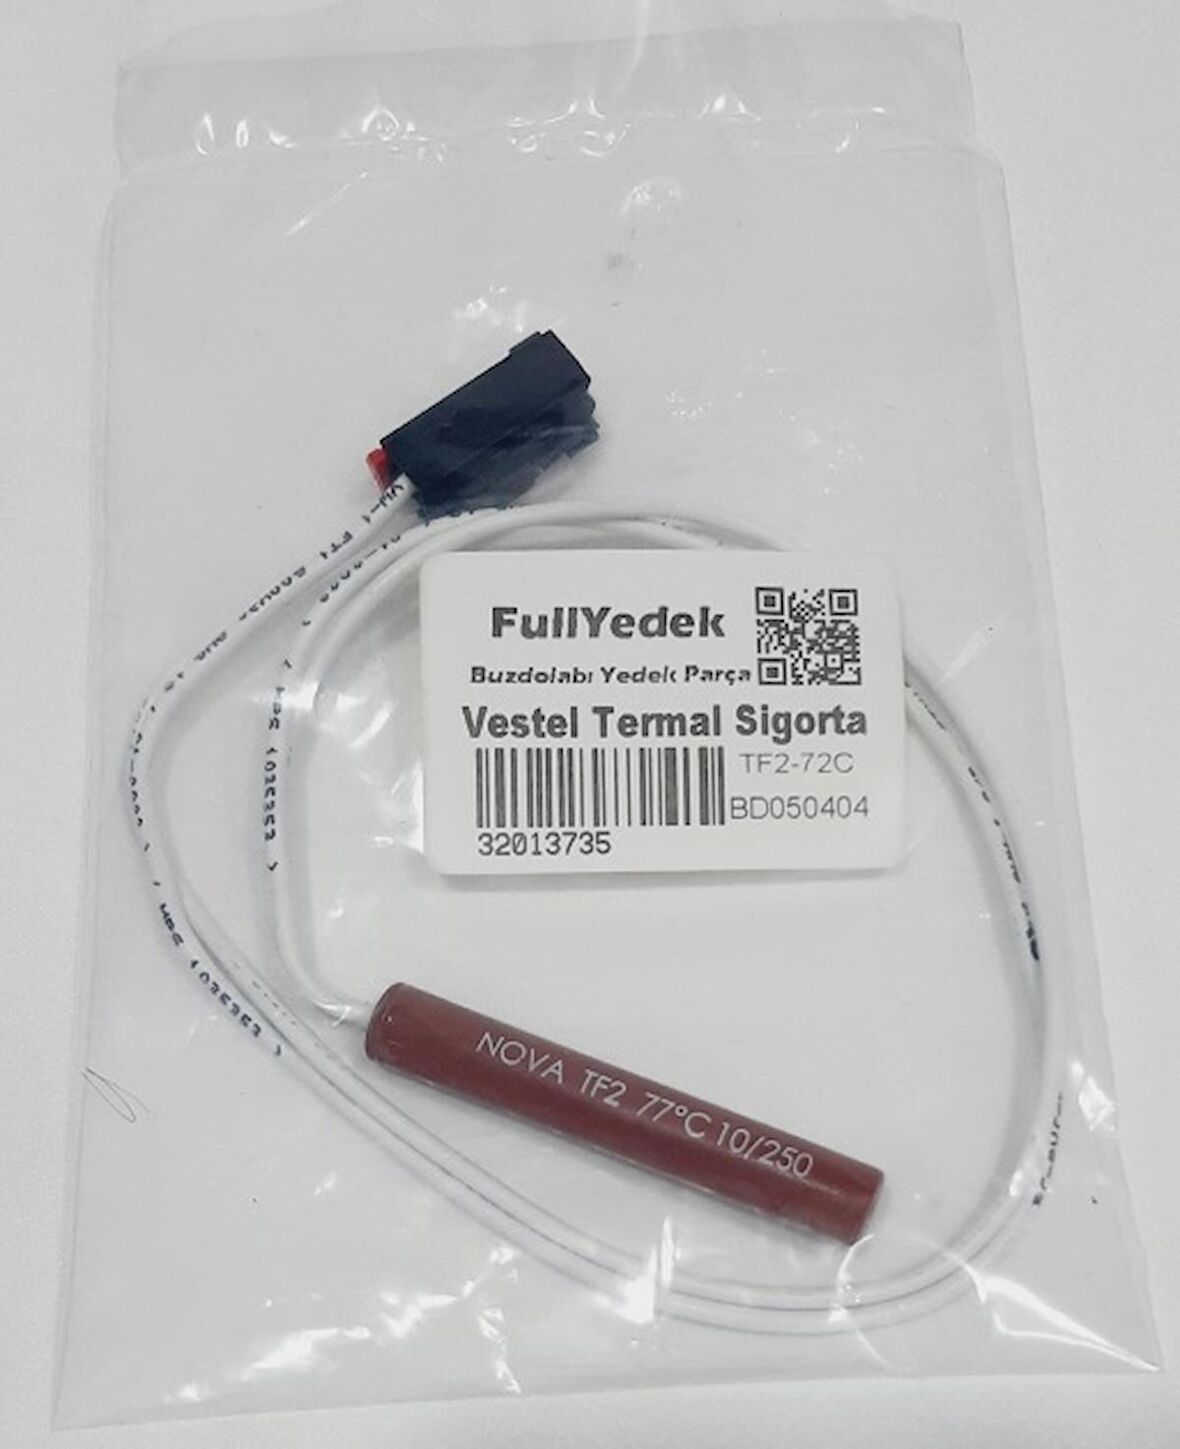 FullYedek
Buzdolabı Yedek Parça
Vestel Termal Sigorta
TF2-72C
BD050404
32013735
NOVA TF2 77°C 10/250